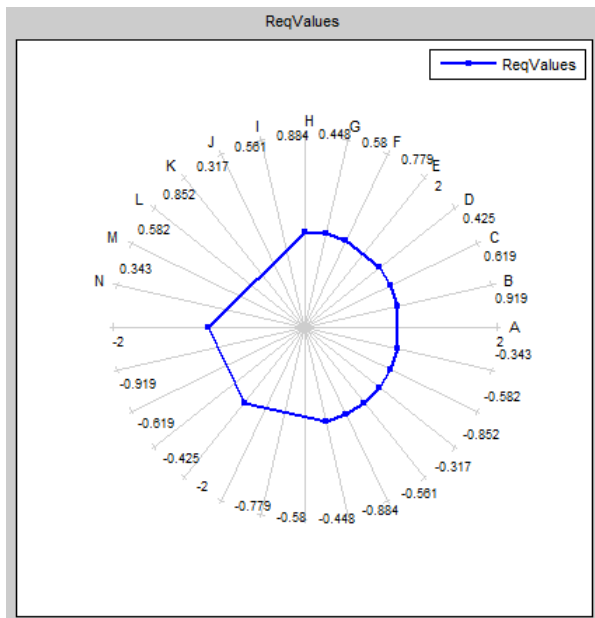 ReqValues
ReqValues
H
0.884
0.448
G
I
0.561
0.58
F
J
0.317
0.779
E
K
0.852
2
L
0.582
D
0.425
M
0.343
C
0.619
N
B
0.919
A
-2
2
-0.343
-0.919
-0.582
-0.619
-0.852
-0.425
-0.317
-2
-0.561
-0.779
-0.884
-0.58
-0.448